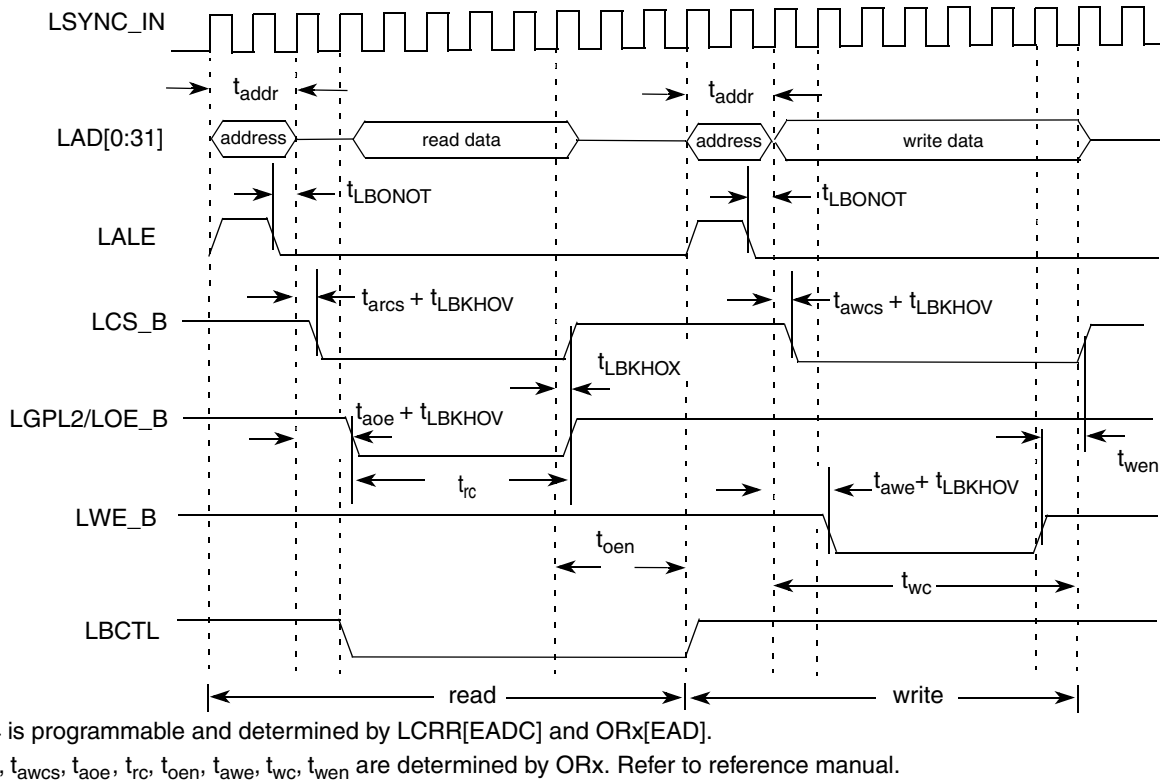 LSYNC_IN
t_addr t_addr
LAD[0:31] address read data address write data
t_LBONOT t_LBONOT
LALE
t_arcs + t_LBKHOV t_awcs + t_LBKHOV
LCS_B
t_LBKHOX
LGPL2/LOE_B t_aoe + t_LBKHOV
t_wen
t_rc t_awe+ t_LBKHOV
LWE_B
t_oen
t_wc
LBCTL
read write
is programmable and determined by LCRR[EADC] and ORx[EAD].
, t_awcs, t_aoe, t_rc, t_oen, t_awe, t_wc, t_wen are determined by ORx. Refer to reference manual.